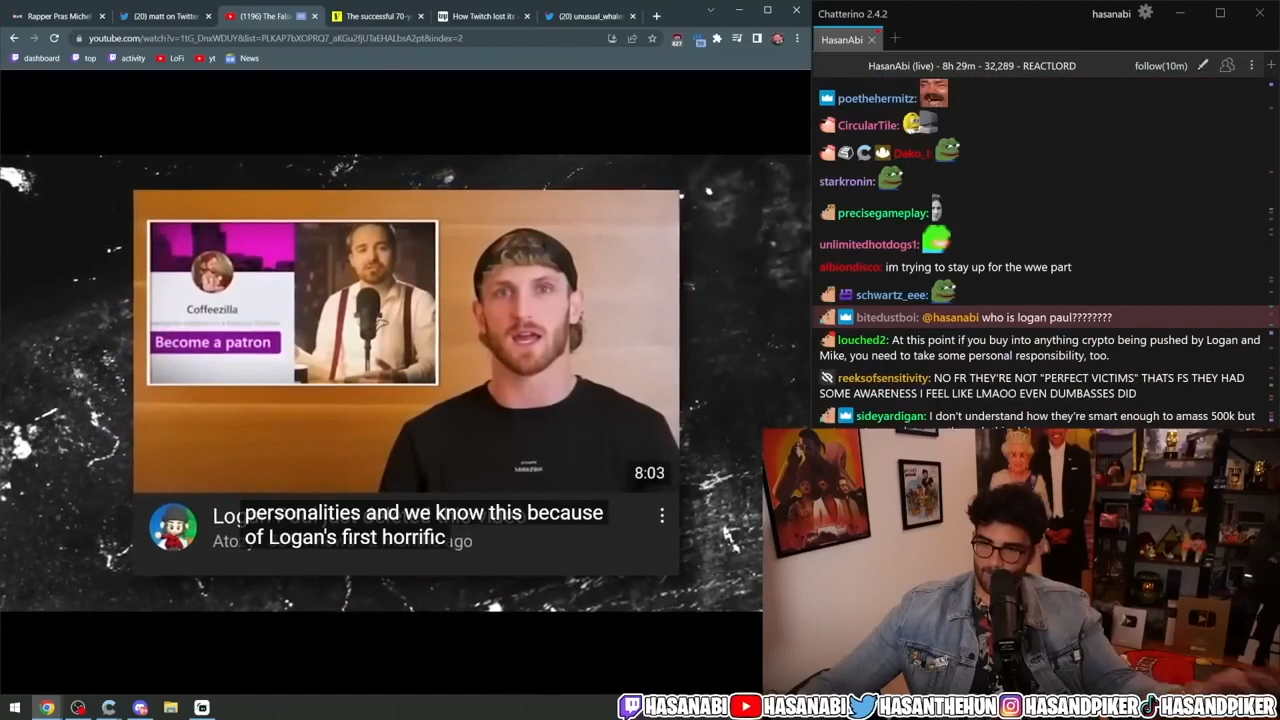 Rapper Pras Michel
(20) matt on Twitter
(1196) The Fals
The successful 70-y
How Twitch lost its
(20) unusual_whale
youtube.com/watch?v=1tG_DnxWDUY&list=PLKAP7bXOPRQ7_aKGu2fjUTaEHALbsA2pt&index=2
827
dashboard
top
activity
LoFi
yt
News
Coffeezilla
Become a patron
8:03
personalities and we know this because
of Logan's first horrific
ago
Chatterino 2.4.2
hasanabi
HasanAbi
HasanAbi (live) - 8h 29m - 32,289 - REACTLORD
follow(10m)
poethehermitz:
CircularTile:
Dako_I:
starkronin:
precisegameplay:
unlimitedhotdogs1:
albiondisco: im trying to stay up for the wwe part
schwartz_eee:
bitedustboi: @hasanabi who is logan paul????????
louched2: At this point if you buy into anything crypto being pushed by Logan and
Mike, you need to take some personal responsibility, too.
reeksofsensitivity: NO FR THEY'RE NOT "PERFECT VICTIMS" THATS FS THEY HAD
SOME AWARENESS I FEEL LIKE LMAOO EVEN DUMBASSES DID
sideyardigan: I don't understand how they're smart enough to amass 500k but
HASANABI
HASANABI
HASANTHEHUN
HASANDPIKER
HASANDPIKER